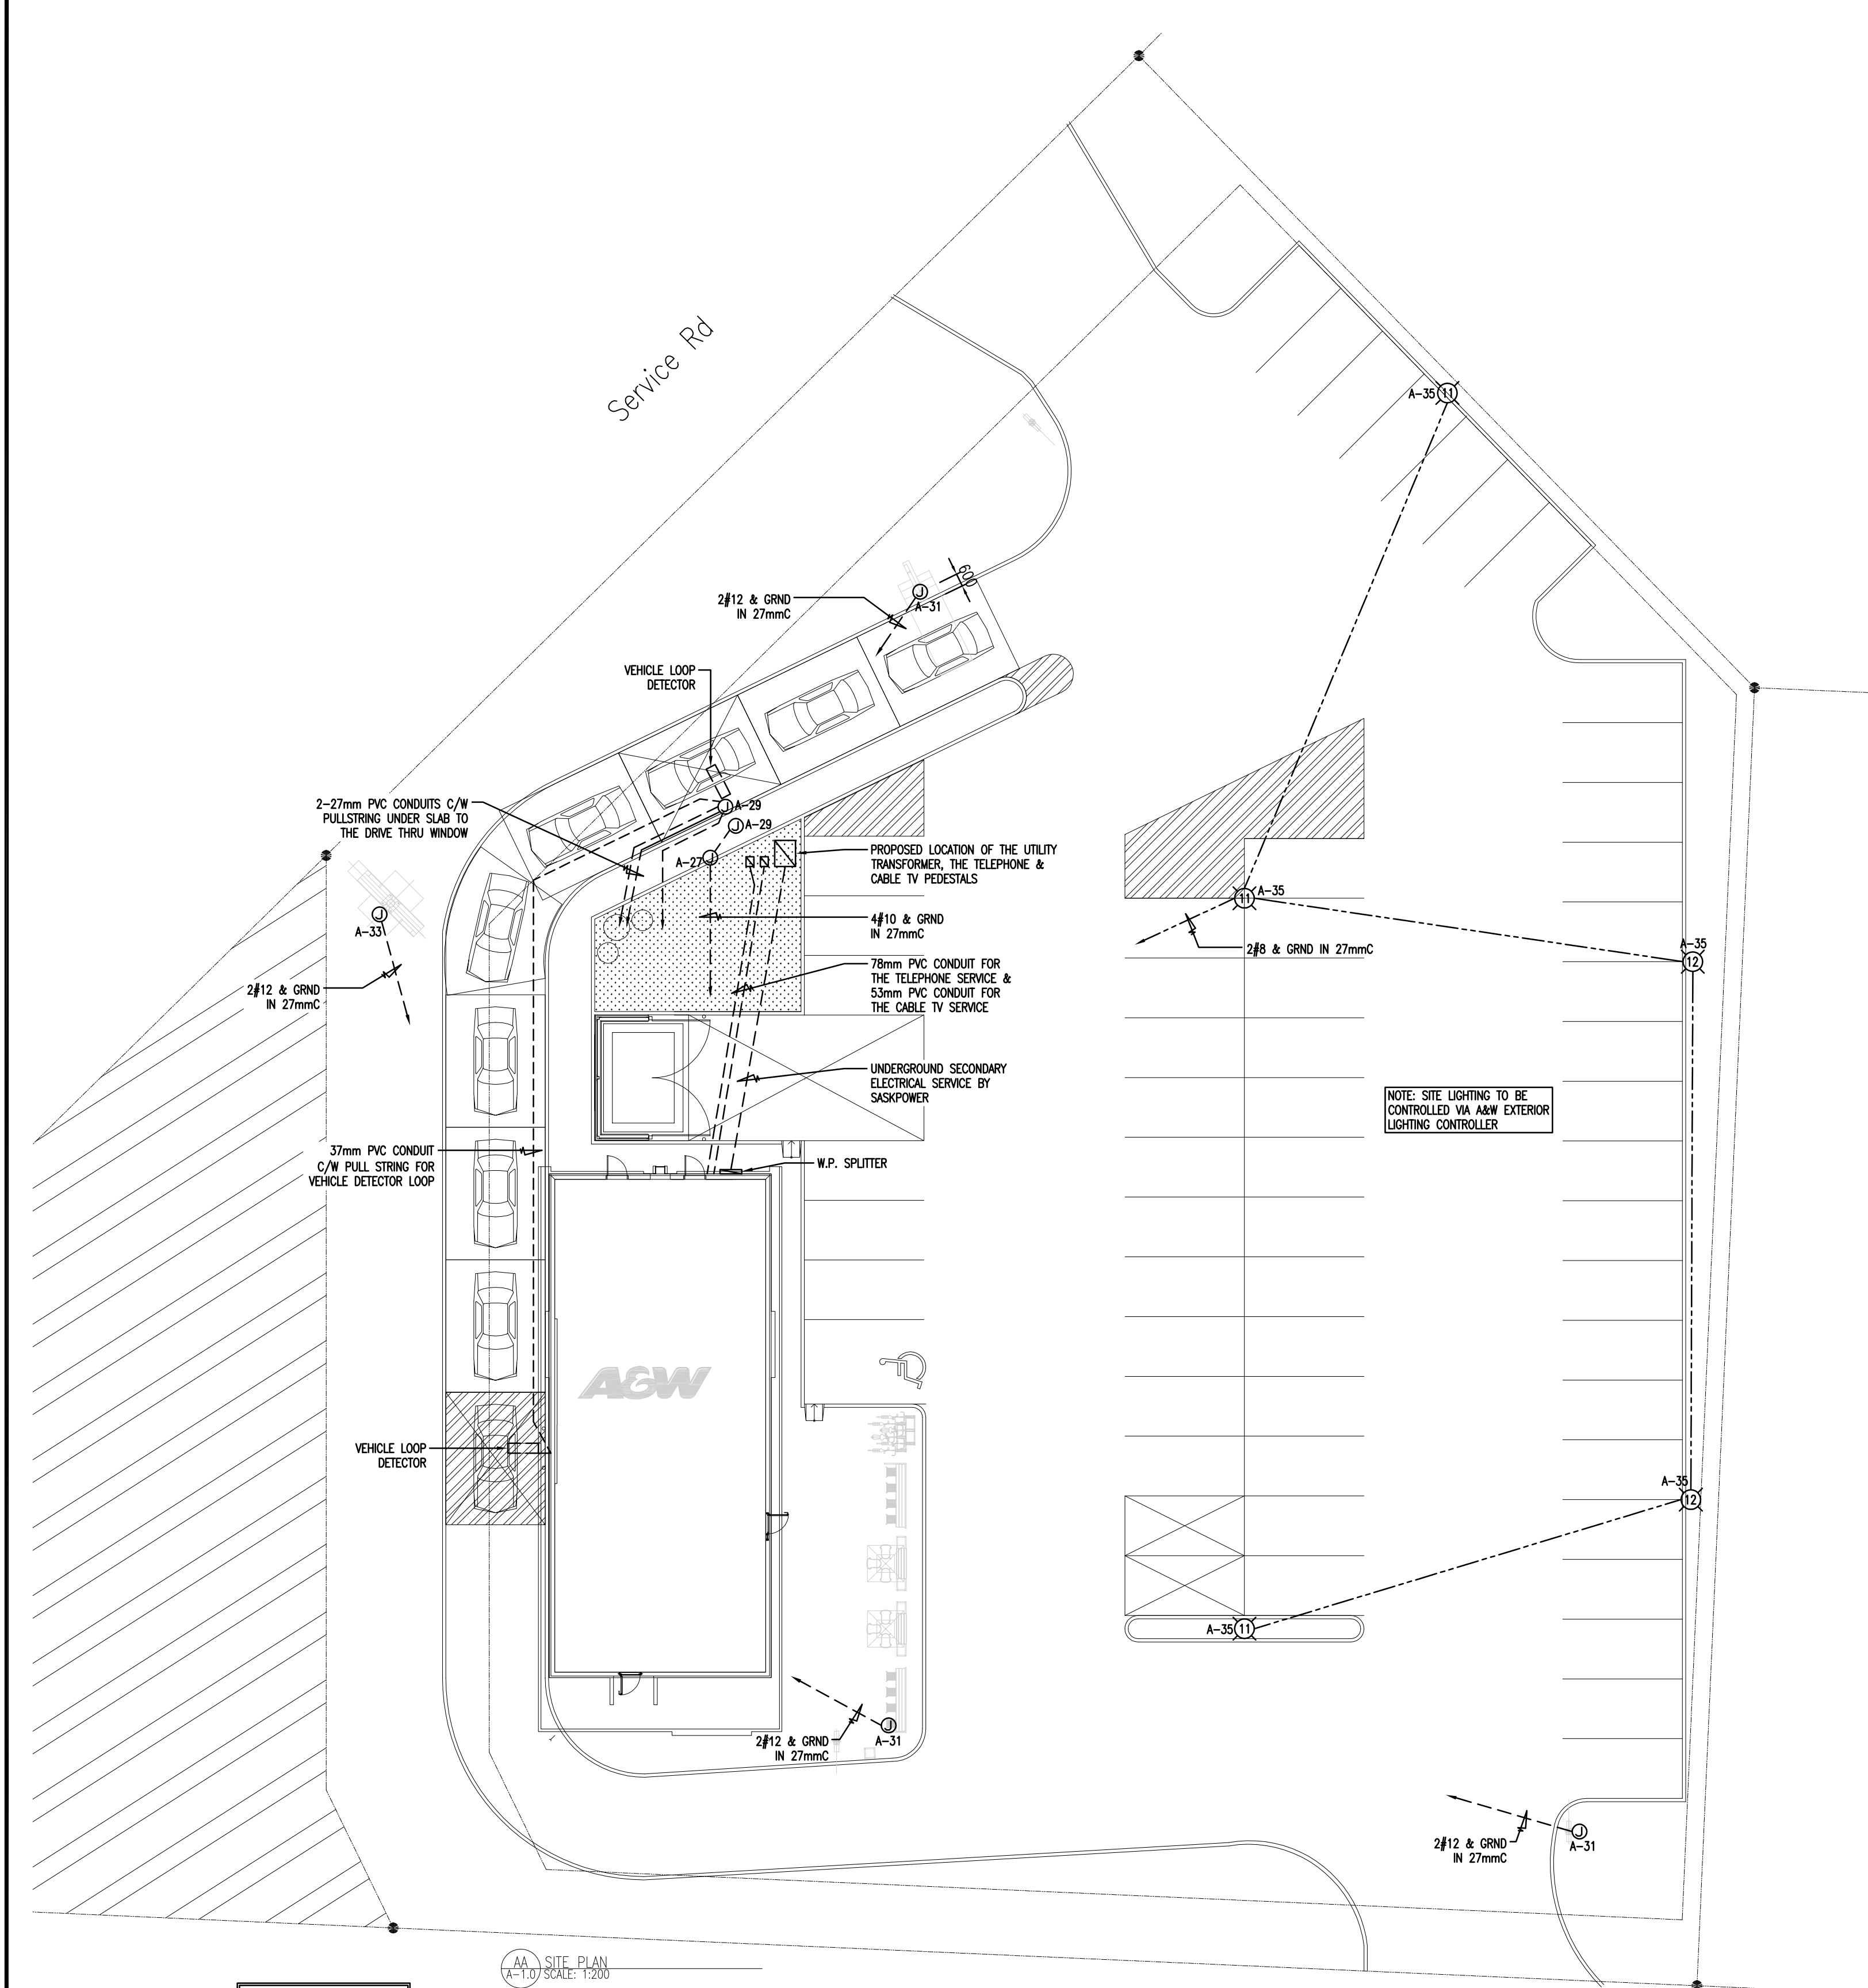 Service Rd
A-35 11
600
2#12 & GRND
IN 27mmC
J
A-31
VEHICLE LOOP
DETECTOR
2-27mm PVC CONDUITS C/W
PULLSTRING UNDER SLAB TO
THE DRIVE THRU WINDOW
J A-29
J A-29
A-27 J
PROPOSED LOCATION OF THE UTILITY
TRANSFORMER, THE TELEPHONE &
CABLE TV PEDESTALS
A-35
11
J
A-33
4#10 & GRND
IN 27mmC
2#8 & GRND IN 27mmC
A-35
12
2#12 & GRND
IN 27mmC
78mm PVC CONDUIT FOR
THE TELEPHONE SERVICE &
53mm PVC CONDUIT FOR
THE CABLE TV SERVICE
UNDERGROUND SECONDARY
ELECTRICAL SERVICE BY
SASKPOWER
NOTE: SITE LIGHTING TO BE
CONTROLLED VIA A&W EXTERIOR
LIGHTING CONTROLLER
37mm PVC CONDUIT
C/W PULL STRING FOR
VEHICLE DETECTOR LOOP
W.P. SPLITTER
A&W
VEHICLE LOOP
DETECTOR
A-35
12
A-35 11
2#12 & GRND
IN 27mmC
J
A-31
2#12 & GRND
IN 27mmC
J
A-31
AA
A-1.0
SITE PLAN
SCALE: 1:200